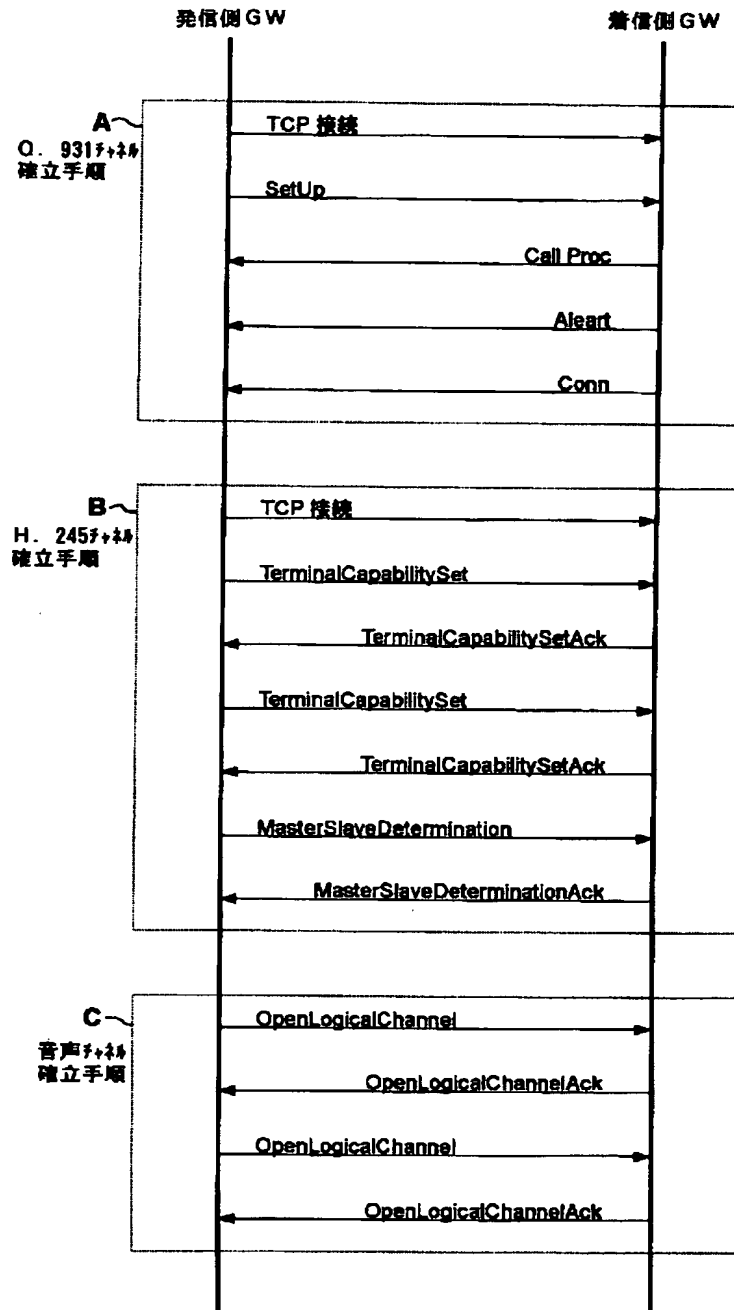 発信側GW
着信側GW
A
Q. 931ﾁｬﾈﾙ
確立手順
TCP 接続
SetUp
Call Proc
Aleart
Conn
B
H. 245ﾁｬﾈﾙ
確立手順
TCP 接続
TerminalCapabilitySet
TerminalCapabilitySetAck
TerminalCapabilitySet
TerminalCapabilitySetAck
MasterSlaveDetermination
MasterSlaveDeterminationAck
C
音声ﾁｬﾈﾙ
確立手順
OpenLogicalChannel
OpenLogicalChannelAck
OpenLogicalChannel
OpenLogicalChannelAck